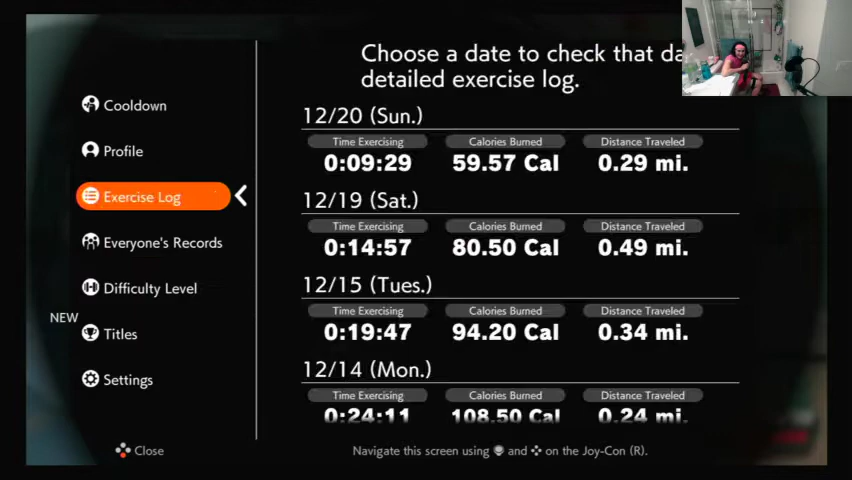 Choose a date to check that da
detailed exercise log.
Cooldown
Profile
Exercise Log
Everyone's Records
Difficulty Level
NEW
Titles
Settings
12/20 (Sun.)
Time Exercising Calories Burned Distance Traveled
0:09:29 59.57 Cal 0.29 mi.
12/19 (Sat.)
Time Exercising Calories Burned Distance Traveled
0:14:57 80.50 Cal 0.49 mi.
12/15 (Tues.)
Time Exercising Calories Burned Distance Traveled
0:19:47 94.20 Cal 0.34 mi.
12/14 (Mon.)
Time Exercising Calories Burned Distance Traveled
0:24:11 108.50 Cal 0.24 mi.
Close
Navigate this screen using and on the Joy-Con (R).